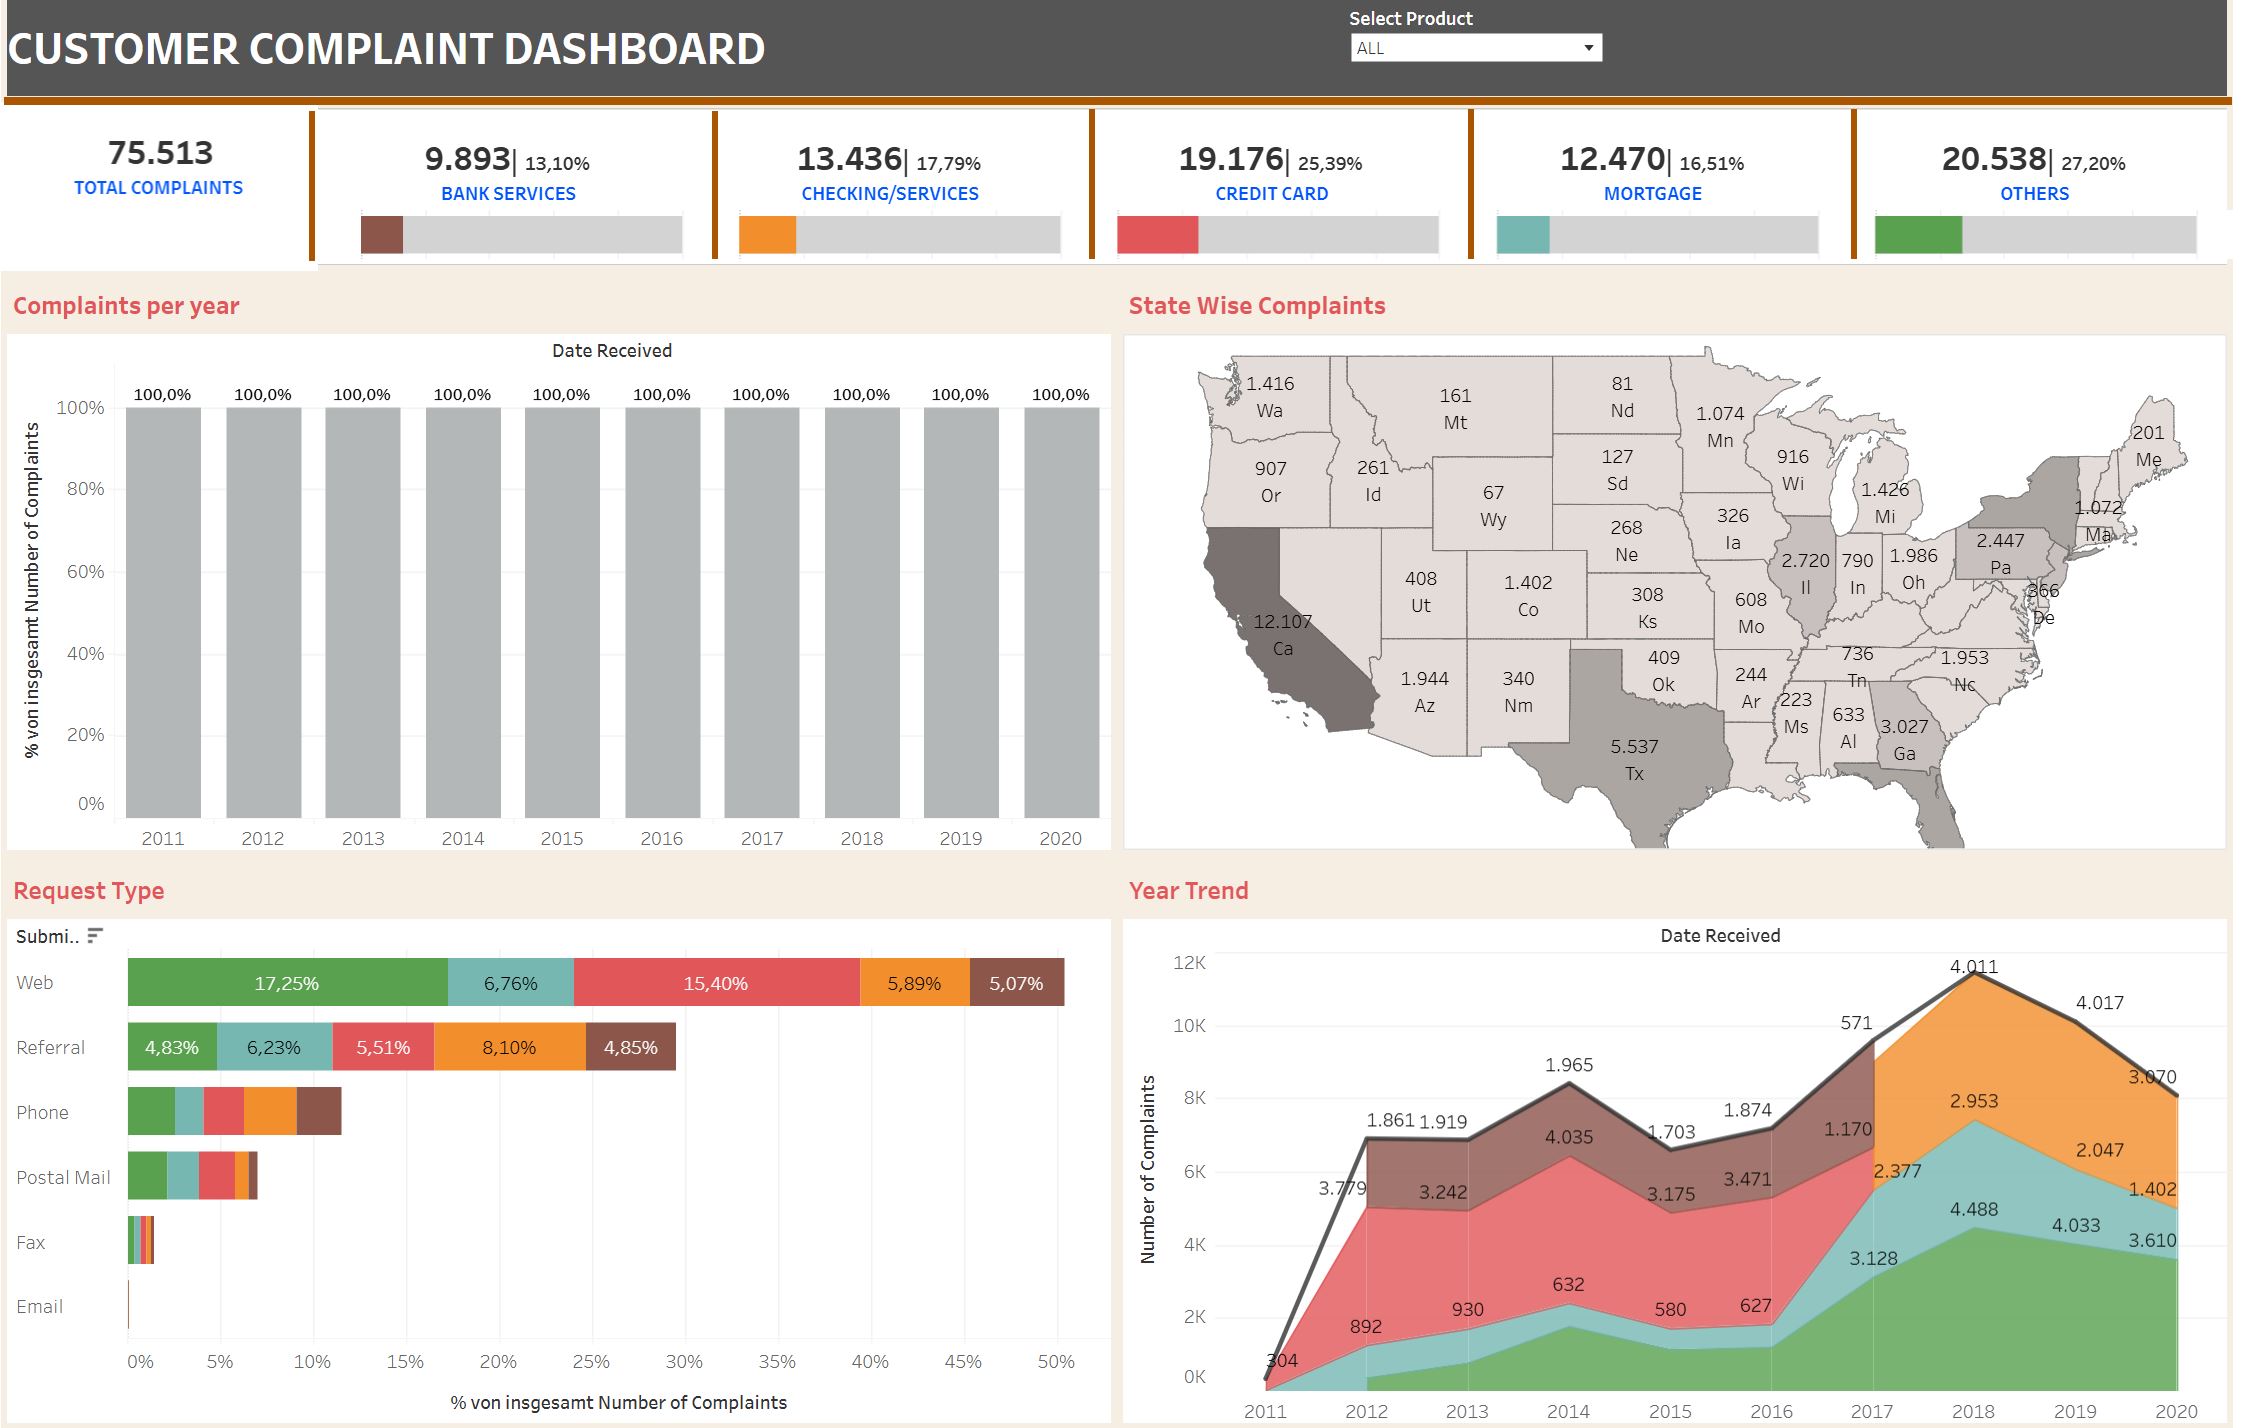 Select Product
CUSTOMER COMPLAINT DASHBOARD
ALL
75.513
TOTAL COMPLAINTS
9.893| 13,10%
BANK SERVICES
13.436| 17,79%
CHECKING/SERVICES
19.176| 25,39%
CREDIT CARD
12.470| 16,51%
MORTGAGE
20.538| 27,20%
OTHERS
Complaints per year
Date Received
% von insgesamt Number of Complaints
100,0% 100,0% 100,0% 100,0% 100,0% 100,0% 100,0% 100,0% 100,0% 100,0%
100%
80%
60%
40%
20%
0%
2011 2012 2013 2014 2015 2016 2017 2018 2019 2020
State Wise Complaints
1.416
Wa
161
Mt
81
Nd
1.074
Mn
201
Me
907
Or
261
Id
67
Wy
127
Sd
916
Wi
1.426
Mi
1.072
Ma
268
Ne
326
Ia
2.720
Il
790
In
1.986
Oh
2.447
Pa
366
De
12.107
Ca
408
Ut
1.402
Co
308
Ks
608
Mo
736
Tn
1.953
Nc
1.944
Az
340
Nm
409
Ok
244
Ar
223
Ms
633
Al
3.027
Ga
5.537
Tx
Request Type
Submi..
Web
17,25% 6,76% 15,40% 5,89% 5,07%
Referral
4,83% 6,23% 5,51% 8,10% 4,85%
Phone
Postal Mail
Fax
Email
0% 5% 10% 15% 20% 25% 30% 35% 40% 45% 50%
% von insgesamt Number of Complaints
Year Trend
Date Received
Number of Complaints
12K
10K
8K
6K
4K
2K
0K
304
3.779
892
1.861
1.919
3.242
930
1.965
4.035
632
1.703
3.175
580
1.874
3.471
627
571
1.170
2.377
3.128
4.011
2.953
4.488
4.017
2.047
4.033
3.070
1.402
3.610
2011 2012 2013 2014 2015 2016 2017 2018 2019 2020